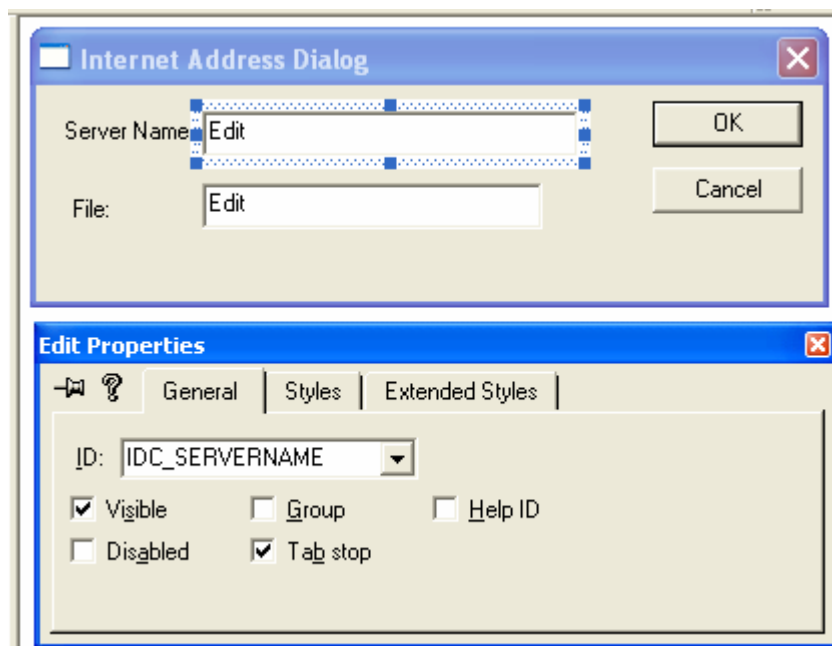 Internet Address Dialog
Server Name Edit OK
File: Edit Cancel
Edit Properties
General Styles Extended Styles
ID: IDC_SERVERNAME
Visible Group Help ID
Disabled Tab stop